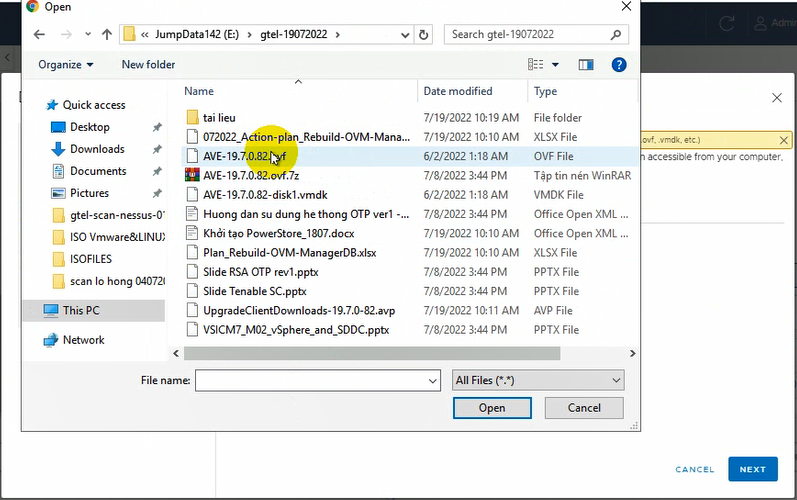 Open
JumpData142 (E:) gtel-19072022
Search gtel-19072022
Admin
Organize New folder
Name Date modified Type
Quick access
Desktop
Downloads
Documents
Pictures
gtel-scan-nessus-01
ISO Vmware&LINUX
ISOFILES
scan lo hong 040720
This PC
Network
tai lieu 7/19/2022 10:19 AM File folder
072022_Action-plan_Rebuild-OVM-Mana... 7/19/2022 10:10 AM XLSX File
AVE-19.7.0.82.ovf 6/2/2022 1:18 AM OVF File
AVE-19.7.0.82.ovf.7z 7/8/2022 3:44 PM Tập tin nén WinRAR
AVE-19.7.0.82-disk1.vmdk 6/2/2022 1:18 AM VMDK File
Huong dan su dung he thong OTP ver1 -... 7/8/2022 3:44 PM Office Open XML ...
Khởi tạo PowerStore_1807.docx 7/19/2022 10:10 AM Office Open XML ...
Plan_Rebuild-OVM-ManagerDB.xlsx 7/19/2022 10:10 AM XLSX File
Slide RSA OTP rev1.pptx 7/8/2022 3:44 PM PPTX File
Slide Tenable SC.pptx 7/8/2022 3:44 PM PPTX File
UpgradeClientDownloads-19.7.0-82.avp 7/19/2022 10:11 AM AVP File
VSICM7_M02_vSphere_and_SDDC.pptx 7/8/2022 3:44 PM PPTX File
File name: All Files (*.*)
Open Cancel
ovf, .vmdk, etc.)
n accessible from your computer,
CANCEL NEXT